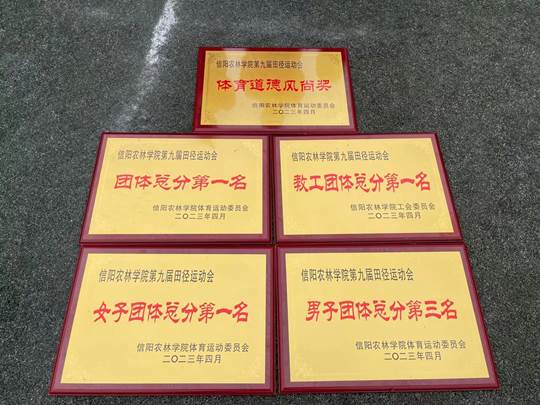 信阳农林学院第九届田径运动会
体育道德风尚奖
信阳农林学院体育运动委员会
二〇二三年四月
信阳农林学院第九届田径运动会
团体总分第一名
信阳农林学院体育运动委员会
二〇二三年四月
信阳农林学院第九届田径运动会
教工团体总分第一名
信阳农林学院工会委员会
二〇二三年四月
信阳农林学院第九届田径运动会
女子团体总分第一名
信阳农林学院体育运动委员会
二〇二三年四月
信阳农林学院第九届田径运动会
男子团体总分第三名
信阳农林学院体育运动委员会
二〇二三年四月